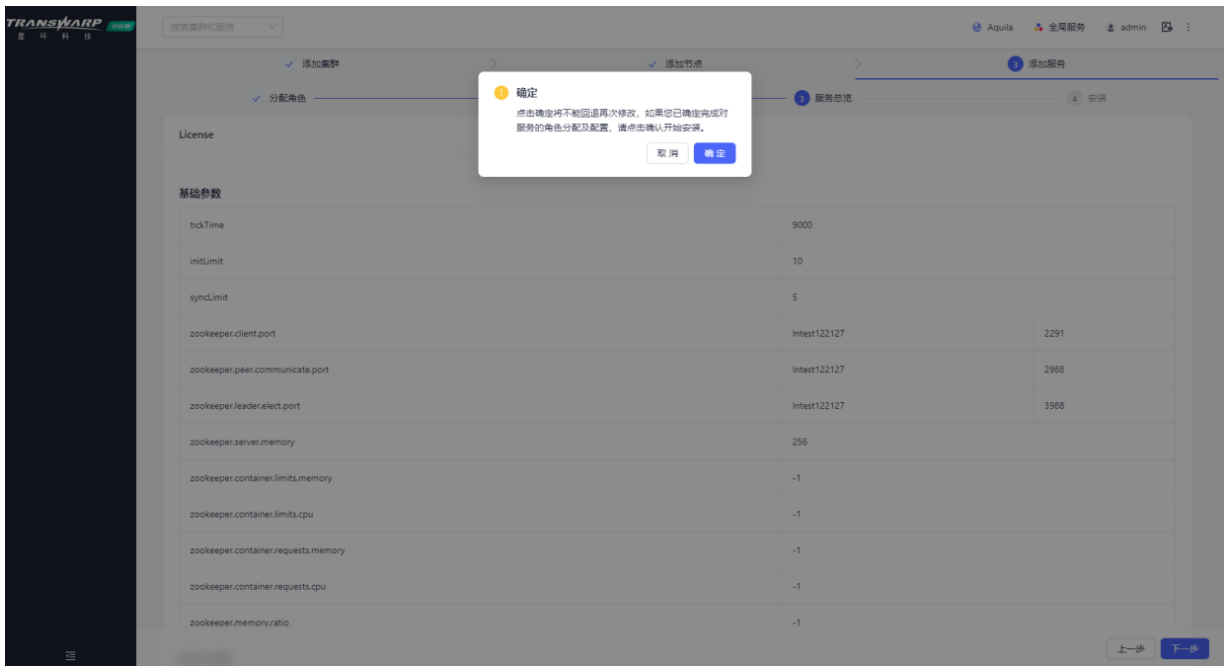 TRANSWARP
星 环 科 技
搜索集群和服务
Aquila
全局服务
admin
添加集群
添加节点
3 添加服务
分配角色
3 服务总览
4 安装
确定
点击确定将不能回退再次修改，如果您已确定完成对
服务的角色分配及配置，请点击确认开始安装。
取消
确定
License
基础参数
tickTime 9000
initLimit 10
syncLimit 5
zookeeper.client.port lntest122127 2291
zookeeper.peer.communicate.port lntest122127 2988
zookeeper.leader.elect.port lntest122127 3988
zookeeper.server.memory 256
zookeeper.container.limits.memory -1
zookeeper.container.limits.cpu -1
zookeeper.container.requests.memory -1
zookeeper.container.requests.cpu -1
zookeeper.memory.ratio -1
上一步
下一步